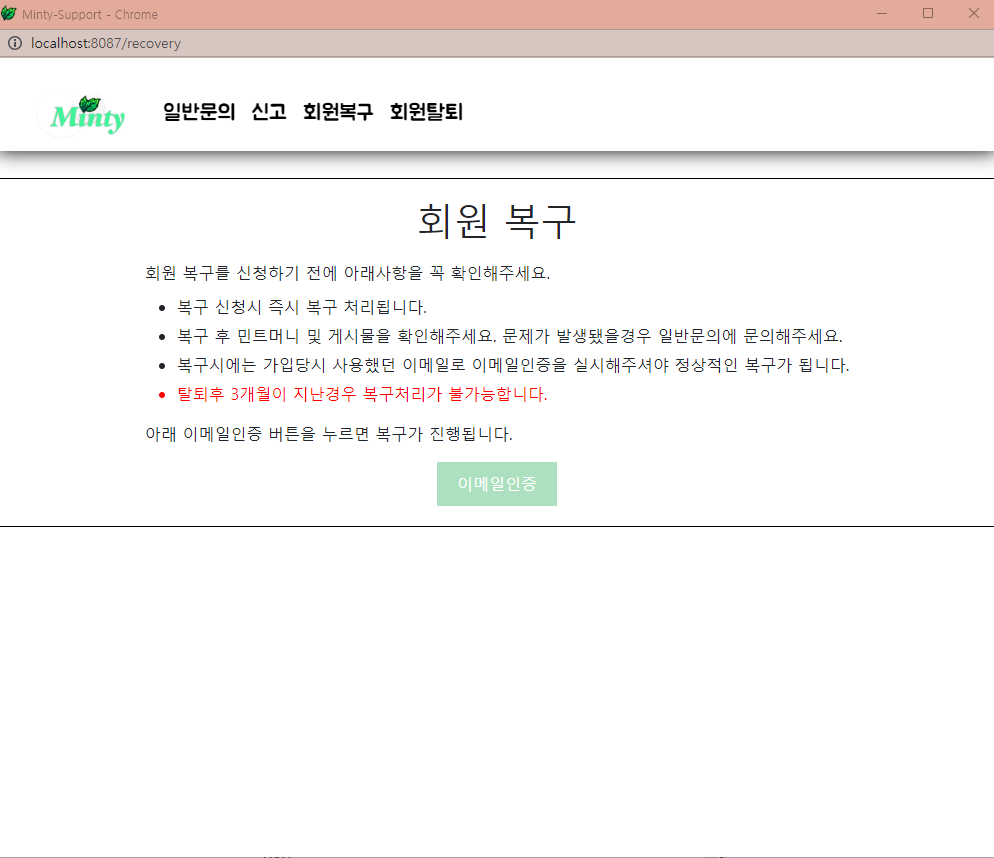 Minty-Support - Chrome
localhost:8087/recovery
Minty 일반문의 신고 회원복구 회원탈퇴
회원 복구
회원 복구를 신청하기 전에 아래사항을 꼭 확인해주세요.
복구 신청시 즉시 복구 처리됩니다.
복구 후 민트머니 및 게시물을 확인해주세요. 문제가 발생됐을경우 일반문의에 문의해주세요.
복구시에는 가입당시 사용했던 이메일로 이메일인증을 실시해주셔야 정상적인 복구가 됩니다.
탈퇴후 3개월이 지난경우 복구처리가 불가능합니다.
아래 이메일인증 버튼을 누르면 복구가 진행됩니다.
이메일인증